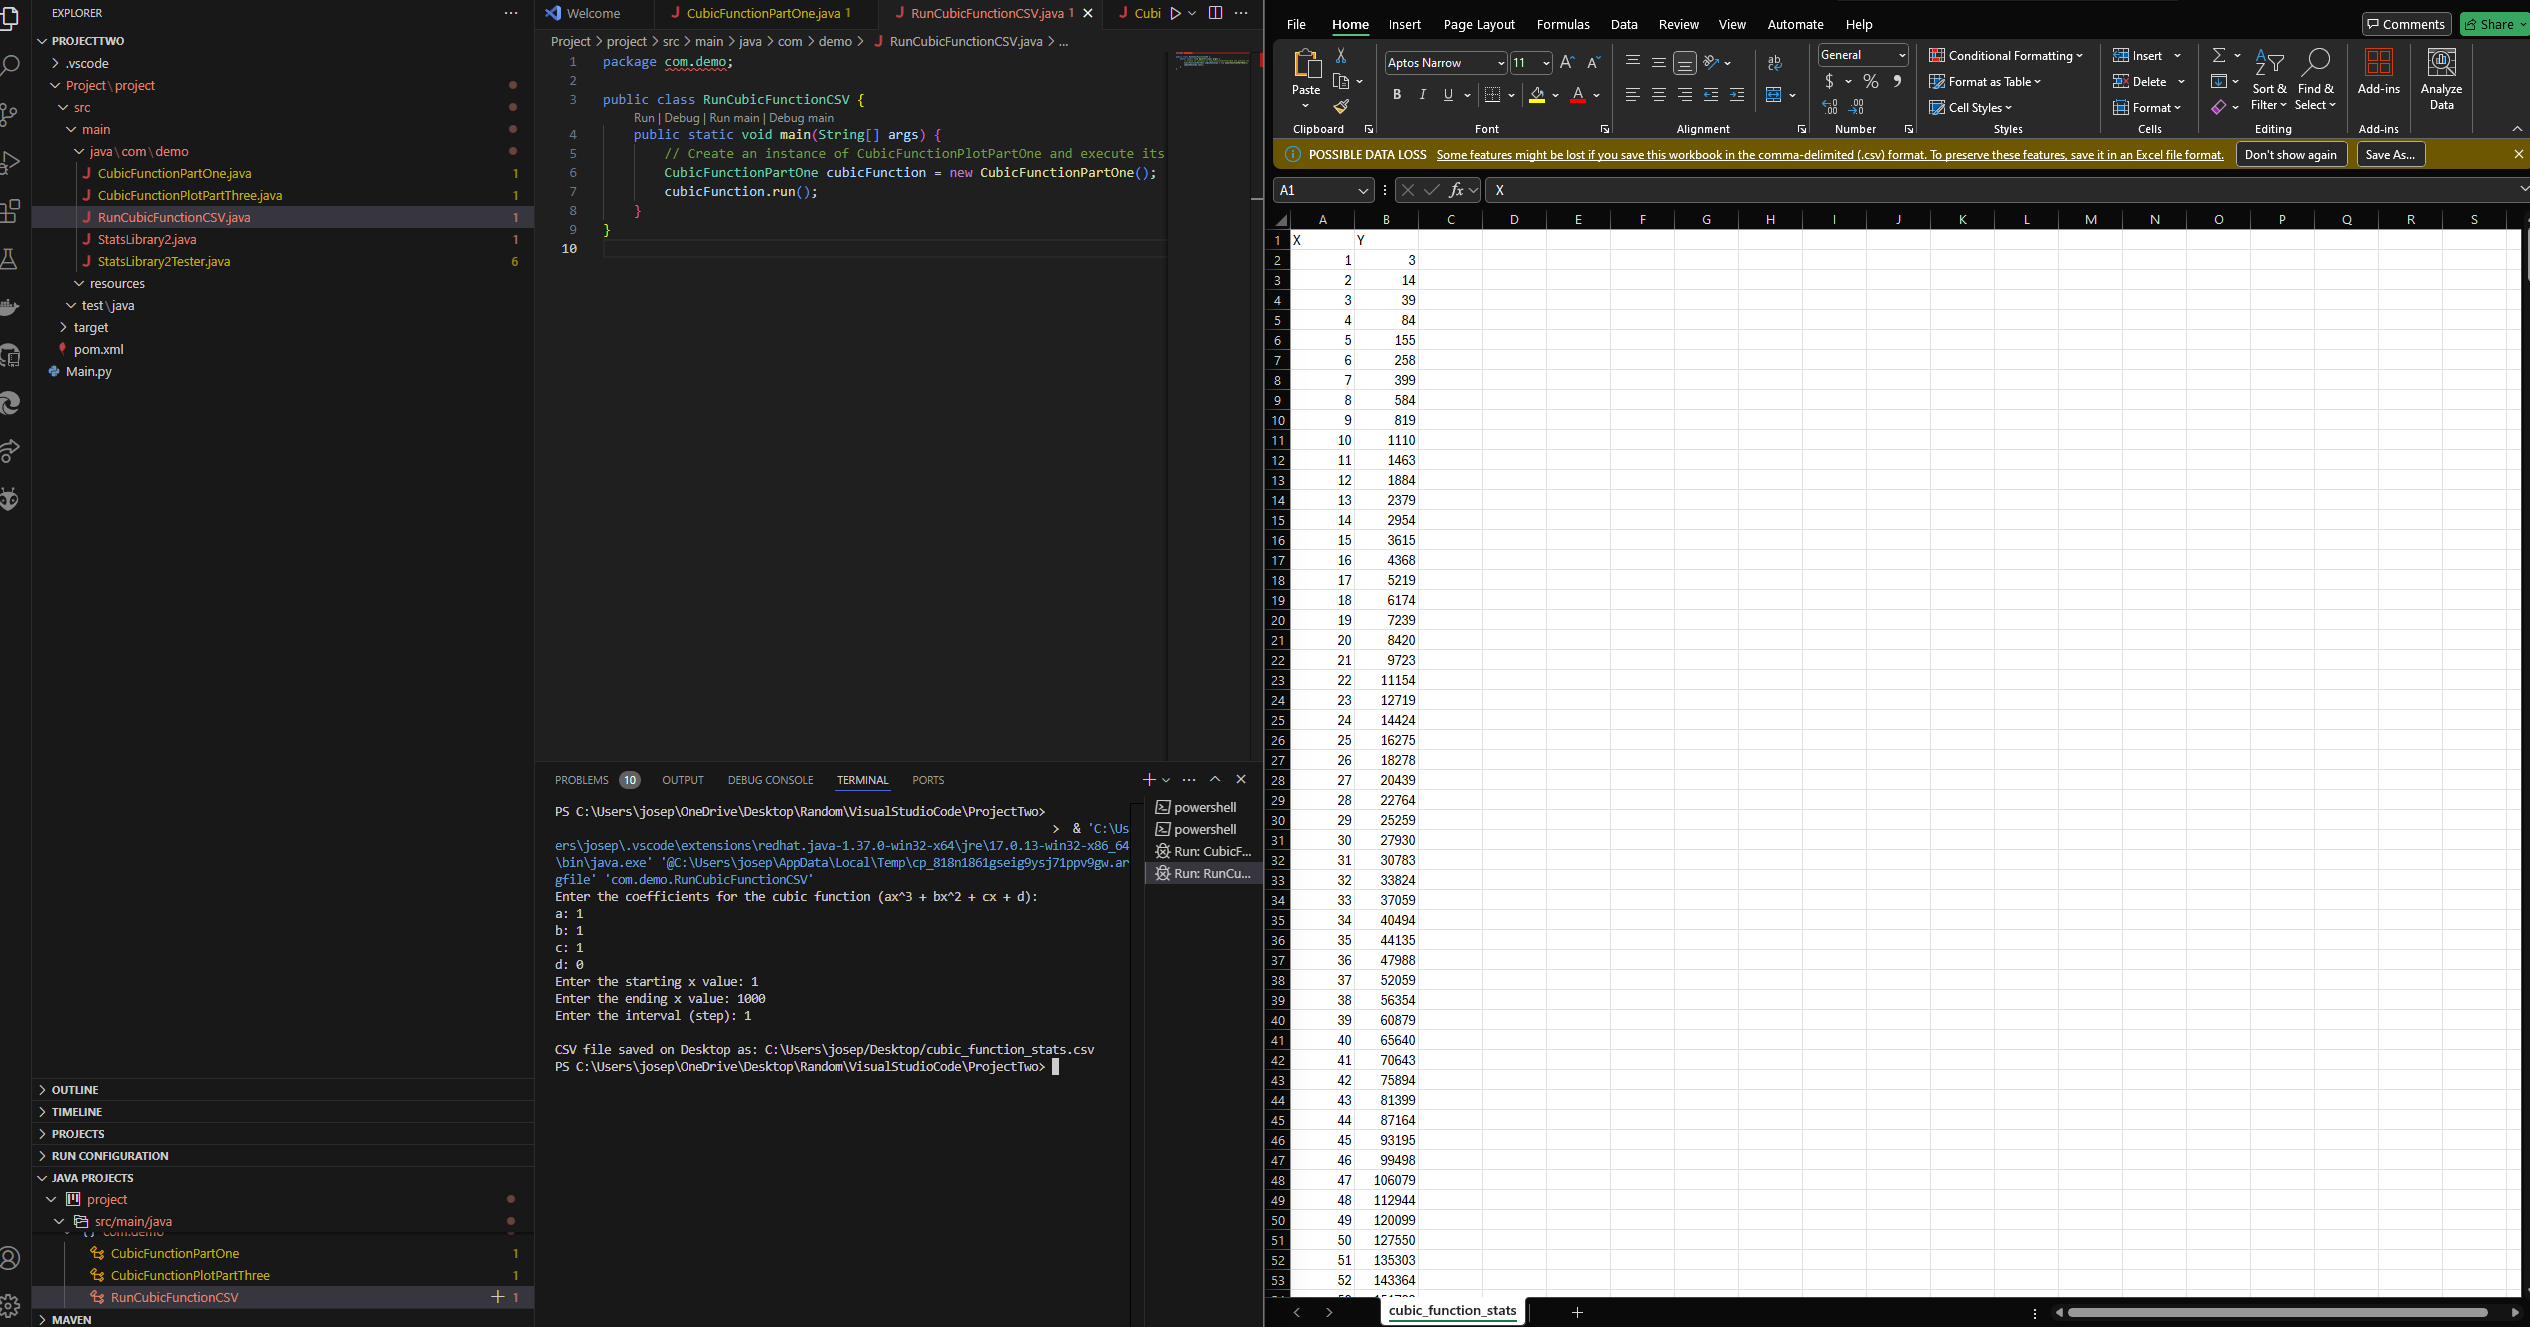 EXPLORER
PROJECTTWO
.vscode
Project\project
src
main
java\com\demo
CubicFunctionPartOne.java 1
CubicFunctionPlotPartThree.java 1
RunCubicFunctionCSV.java 1
StatsLibrary2.java 1
StatsLibrary2Tester.java 6
resources
test\java
target
pom.xml
Main.py
OUTLINE
TIMELINE
PROJECTS
RUN CONFIGURATION
JAVA PROJECTS
project
src/main/java
com.demo
CubicFunctionPartOne 1
CubicFunctionPlotPartThree 1
RunCubicFunctionCSV 1
MAVEN
Welcome CubicFunctionPartOne.java 1 RunCubicFunctionCSV.java 1 Cubi
Project > project > src > main > java > com > demo > RunCubicFunctionCSV.java > ...
1 package com.demo;
2
3 public class RunCubicFunctionCSV {
Run | Debug | Run main | Debug main
4 public static void main(String[] args) {
5 // Create an instance of CubicFunctionPlotPartOne and execute its
6 CubicFunctionPartOne cubicFunction = new CubicFunctionPartOne();
7 cubicFunction.run();
8 }
9 }
10
PROBLEMS 10 OUTPUT DEBUG CONSOLE TERMINAL PORTS
PS C:\Users\josep\OneDrive\Desktop\Random\VisualStudioCode\ProjectTwo>
> & 'C:\Us
ers\josep\.vscode\extensions\redhat.java-1.37.0-win32-x64\jre\17.0.13-win32-x86_64
\bin\java.exe' '@C:\Users\josep\AppData\Local\Temp\cp_818n1861gseig9ysj71ppv9gw.ar
gfile' 'com.demo.RunCubicFunctionCSV'
Enter the coefficients for the cubic function (ax^3 + bx^2 + cx + d):
a: 1
b: 1
c: 1
d: 0
Enter the starting x value: 1
Enter the ending x value: 1000
Enter the interval (step): 1
CSV file saved on Desktop as: C:\Users\josep/Desktop/cubic_function_stats.csv
PS C:\Users\josep\OneDrive\Desktop\Random\VisualStudioCode\ProjectTwo>
powershell
powershell
Run: CubicF...
Run: RunCu...
File Home Insert Page Layout Formulas Data Review View Automate Help Comments Share
Paste Aptos Narrow 11 General Conditional Formatting Insert
B I U Format as Table Delete Sort & Filter Find & Select Add-ins Analyze Data
Cell Styles Format
Clipboard Font Alignment Number Styles Cells Editing Add-ins
POSSIBLE DATA LOSS Some features might be lost if you save this workbook in the comma-delimited (.csv) format. To preserve these features, save it in an Excel file format. Don't show again Save As...
A1 fx X
A B C D E F G H I J K L M N O P Q R S
1 X Y
2 1 3
3 2 14
4 3 39
5 4 84
6 5 155
7 6 258
8 7 399
9 8 584
10 9 819
11 10 1110
12 11 1463
13 12 1884
14 13 2379
15 14 2954
16 15 3615
17 16 4368
18 17 5219
19 18 6174
20 19 7239
21 20 8420
22 21 9723
23 22 11154
24 23 12719
25 24 14424
26 25 16275
27 26 18278
28 27 20439
29 28 22764
30 29 25259
31 30 27930
32 31 30783
33 32 33824
34 33 37059
35 34 40494
36 35 44135
37 36 47988
38 37 52059
39 38 56354
40 39 60879
41 40 65640
42 41 70643
43 42 75894
44 43 81399
45 44 87164
46 45 93195
47 46 99498
48 47 106079
49 48 112944
50 49 120099
51 50 127550
52 51 135303
53 52 143364
cubic_function_stats